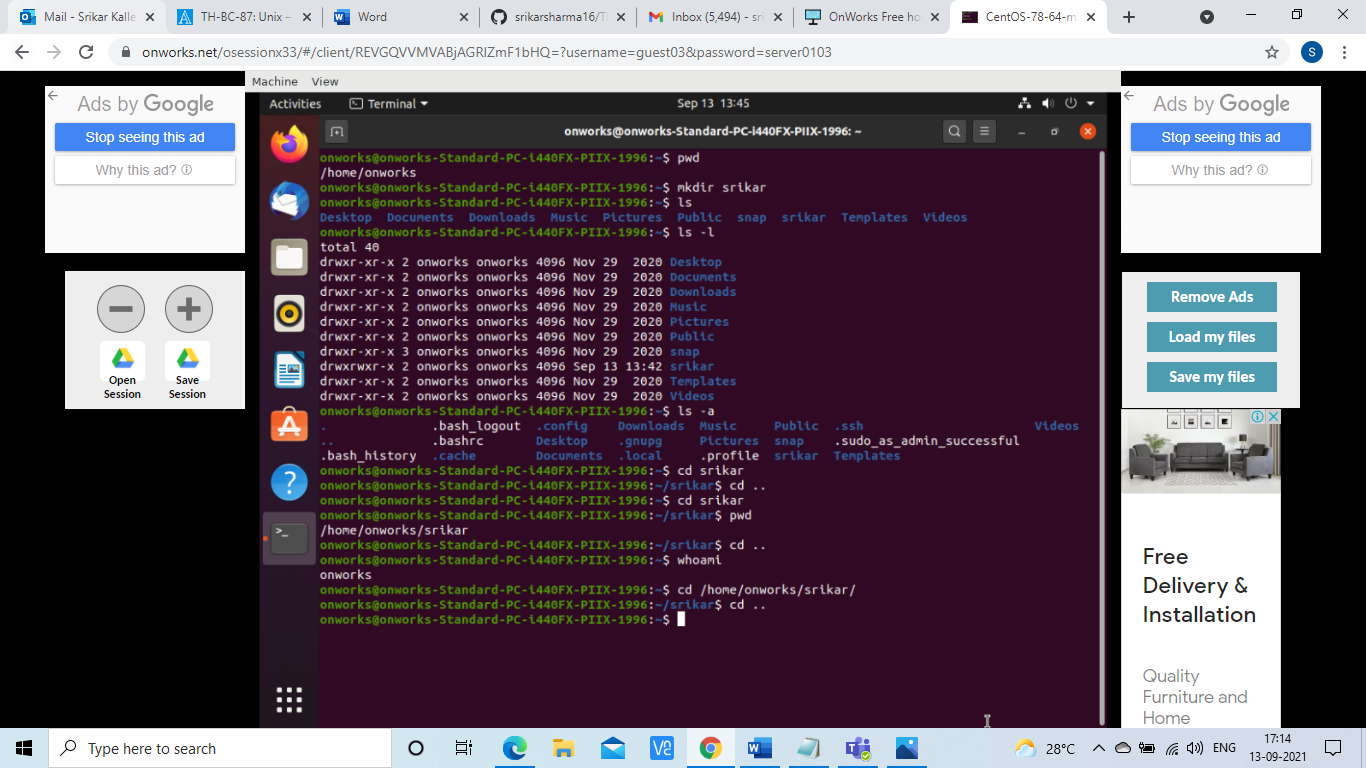 Mail - Srikar Kalle
TH-BC-87: Unix –
Word
srikarsharma16/T
Inbox (5,494) - sri
OnWorks Free ho
CentOS-78-64-m
onworks.net/osessionx33/#/client/REVGQVVMVABjAGRlZmF1bHQ=?username=guest03&password=server0103
S
Machine View
Ads by Google
Stop seeing this ad
Why this ad?
Open Session
Save Session
Activities
Terminal
Sep 13 13:45
onworks@onworks-Standard-PC-i440FX-PIIX-1996: ~
onworks@onworks-Standard-PC-i440FX-PIIX-1996:~$ pwd
/home/onworks
onworks@onworks-Standard-PC-i440FX-PIIX-1996:~$ mkdir srikar
onworks@onworks-Standard-PC-i440FX-PIIX-1996:~$ ls
Desktop Documents Downloads Music Pictures Public snap srikar Templates Videos
onworks@onworks-Standard-PC-i440FX-PIIX-1996:~$ ls -l
total 40
drwxr-xr-x 2 onworks onworks 4096 Nov 29 2020 Desktop
drwxr-xr-x 2 onworks onworks 4096 Nov 29 2020 Documents
drwxr-xr-x 2 onworks onworks 4096 Nov 29 2020 Downloads
drwxr-xr-x 2 onworks onworks 4096 Nov 29 2020 Music
drwxr-xr-x 2 onworks onworks 4096 Nov 29 2020 Pictures
drwxr-xr-x 2 onworks onworks 4096 Nov 29 2020 Public
drwxr-xr-x 3 onworks onworks 4096 Nov 29 2020 snap
drwxrwxr-x 2 onworks onworks 4096 Sep 13 13:42 srikar
drwxr-xr-x 2 onworks onworks 4096 Nov 29 2020 Templates
drwxr-xr-x 2 onworks onworks 4096 Nov 29 2020 Videos
onworks@onworks-Standard-PC-i440FX-PIIX-1996:~$ ls -a
. .bash_logout .config Downloads Music Public .ssh Videos
.. .bashrc Desktop .gnupg Pictures snap .sudo_as_admin_successful
.bash_history .cache Documents .local .profile srikar Templates
onworks@onworks-Standard-PC-i440FX-PIIX-1996:~$ cd srikar
onworks@onworks-Standard-PC-i440FX-PIIX-1996:~/srikar$ cd ..
onworks@onworks-Standard-PC-i440FX-PIIX-1996:~$ cd srikar
onworks@onworks-Standard-PC-i440FX-PIIX-1996:~/srikar$ pwd
/home/onworks/srikar
onworks@onworks-Standard-PC-i440FX-PIIX-1996:~/srikar$ cd ..
onworks@onworks-Standard-PC-i440FX-PIIX-1996:~$ whoami
onworks
onworks@onworks-Standard-PC-i440FX-PIIX-1996:~$ cd /home/onworks/srikar/
onworks@onworks-Standard-PC-i440FX-PIIX-1996:~/srikar$ cd ..
onworks@onworks-Standard-PC-i440FX-PIIX-1996:~$
Ads by Google
Stop seeing this ad
Why this ad?
Remove Ads
Load my files
Save my files
Free
Delivery &
Installation
Quality
Furniture and
Home
Type here to search
28°C
ENG
17:14
13-09-2021